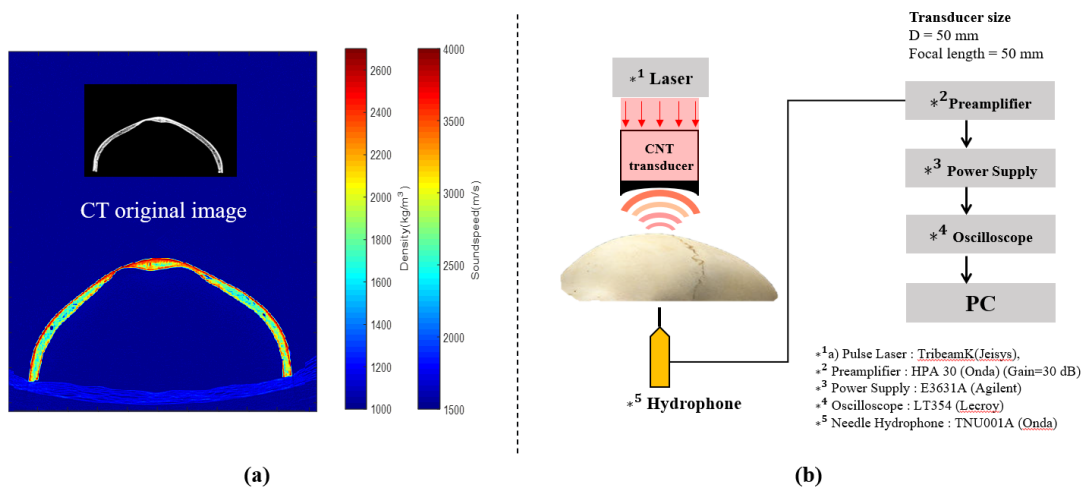 CT original image
2600
2400
2200
2000
1800
1600
1400
1200
1000
Density(kg/m³)
4000
3500
3000
2500
2000
1500
Soundspeed(m/s)
(a)
Transducer size
D = 50 mm
Focal length = 50 mm
*¹ Laser
CNT
transducer
*² Preamplifier
*³ Power Supply
*⁴ Oscilloscope
PC
*⁵ Hydrophone
*¹a) Pulse Laser : TribeamK(Jeisys),
*² Preamplifier : HPA 30 (Onda) (Gain=30 dB)
*³ Power Supply : E3631A (Agilent)
*⁴ Oscilloscope : LT354 (Lecroy)
*⁵ Needle Hydrophone : TNU001A (Onda)
(b)